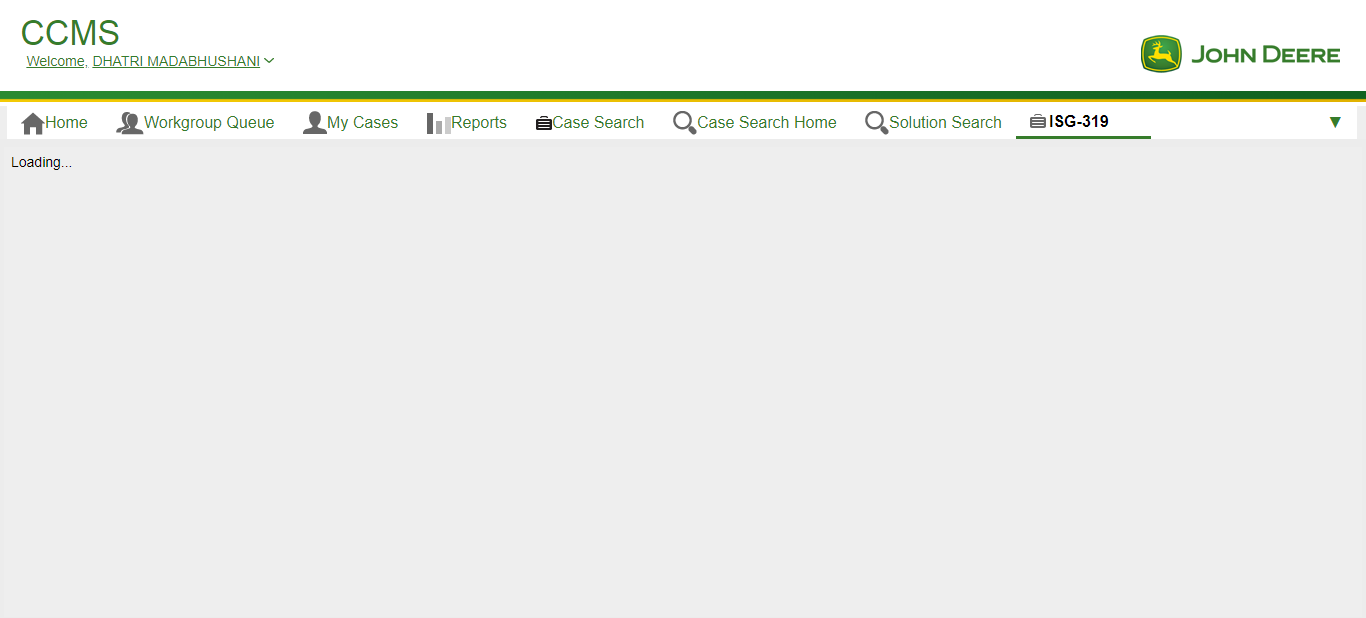 CCMS
Welcome, DHATRI MADABHUSHANI
JOHN DEERE
Home Workgroup Queue My Cases Reports Case Search Case Search Home Solution Search ISG-319
Loading...